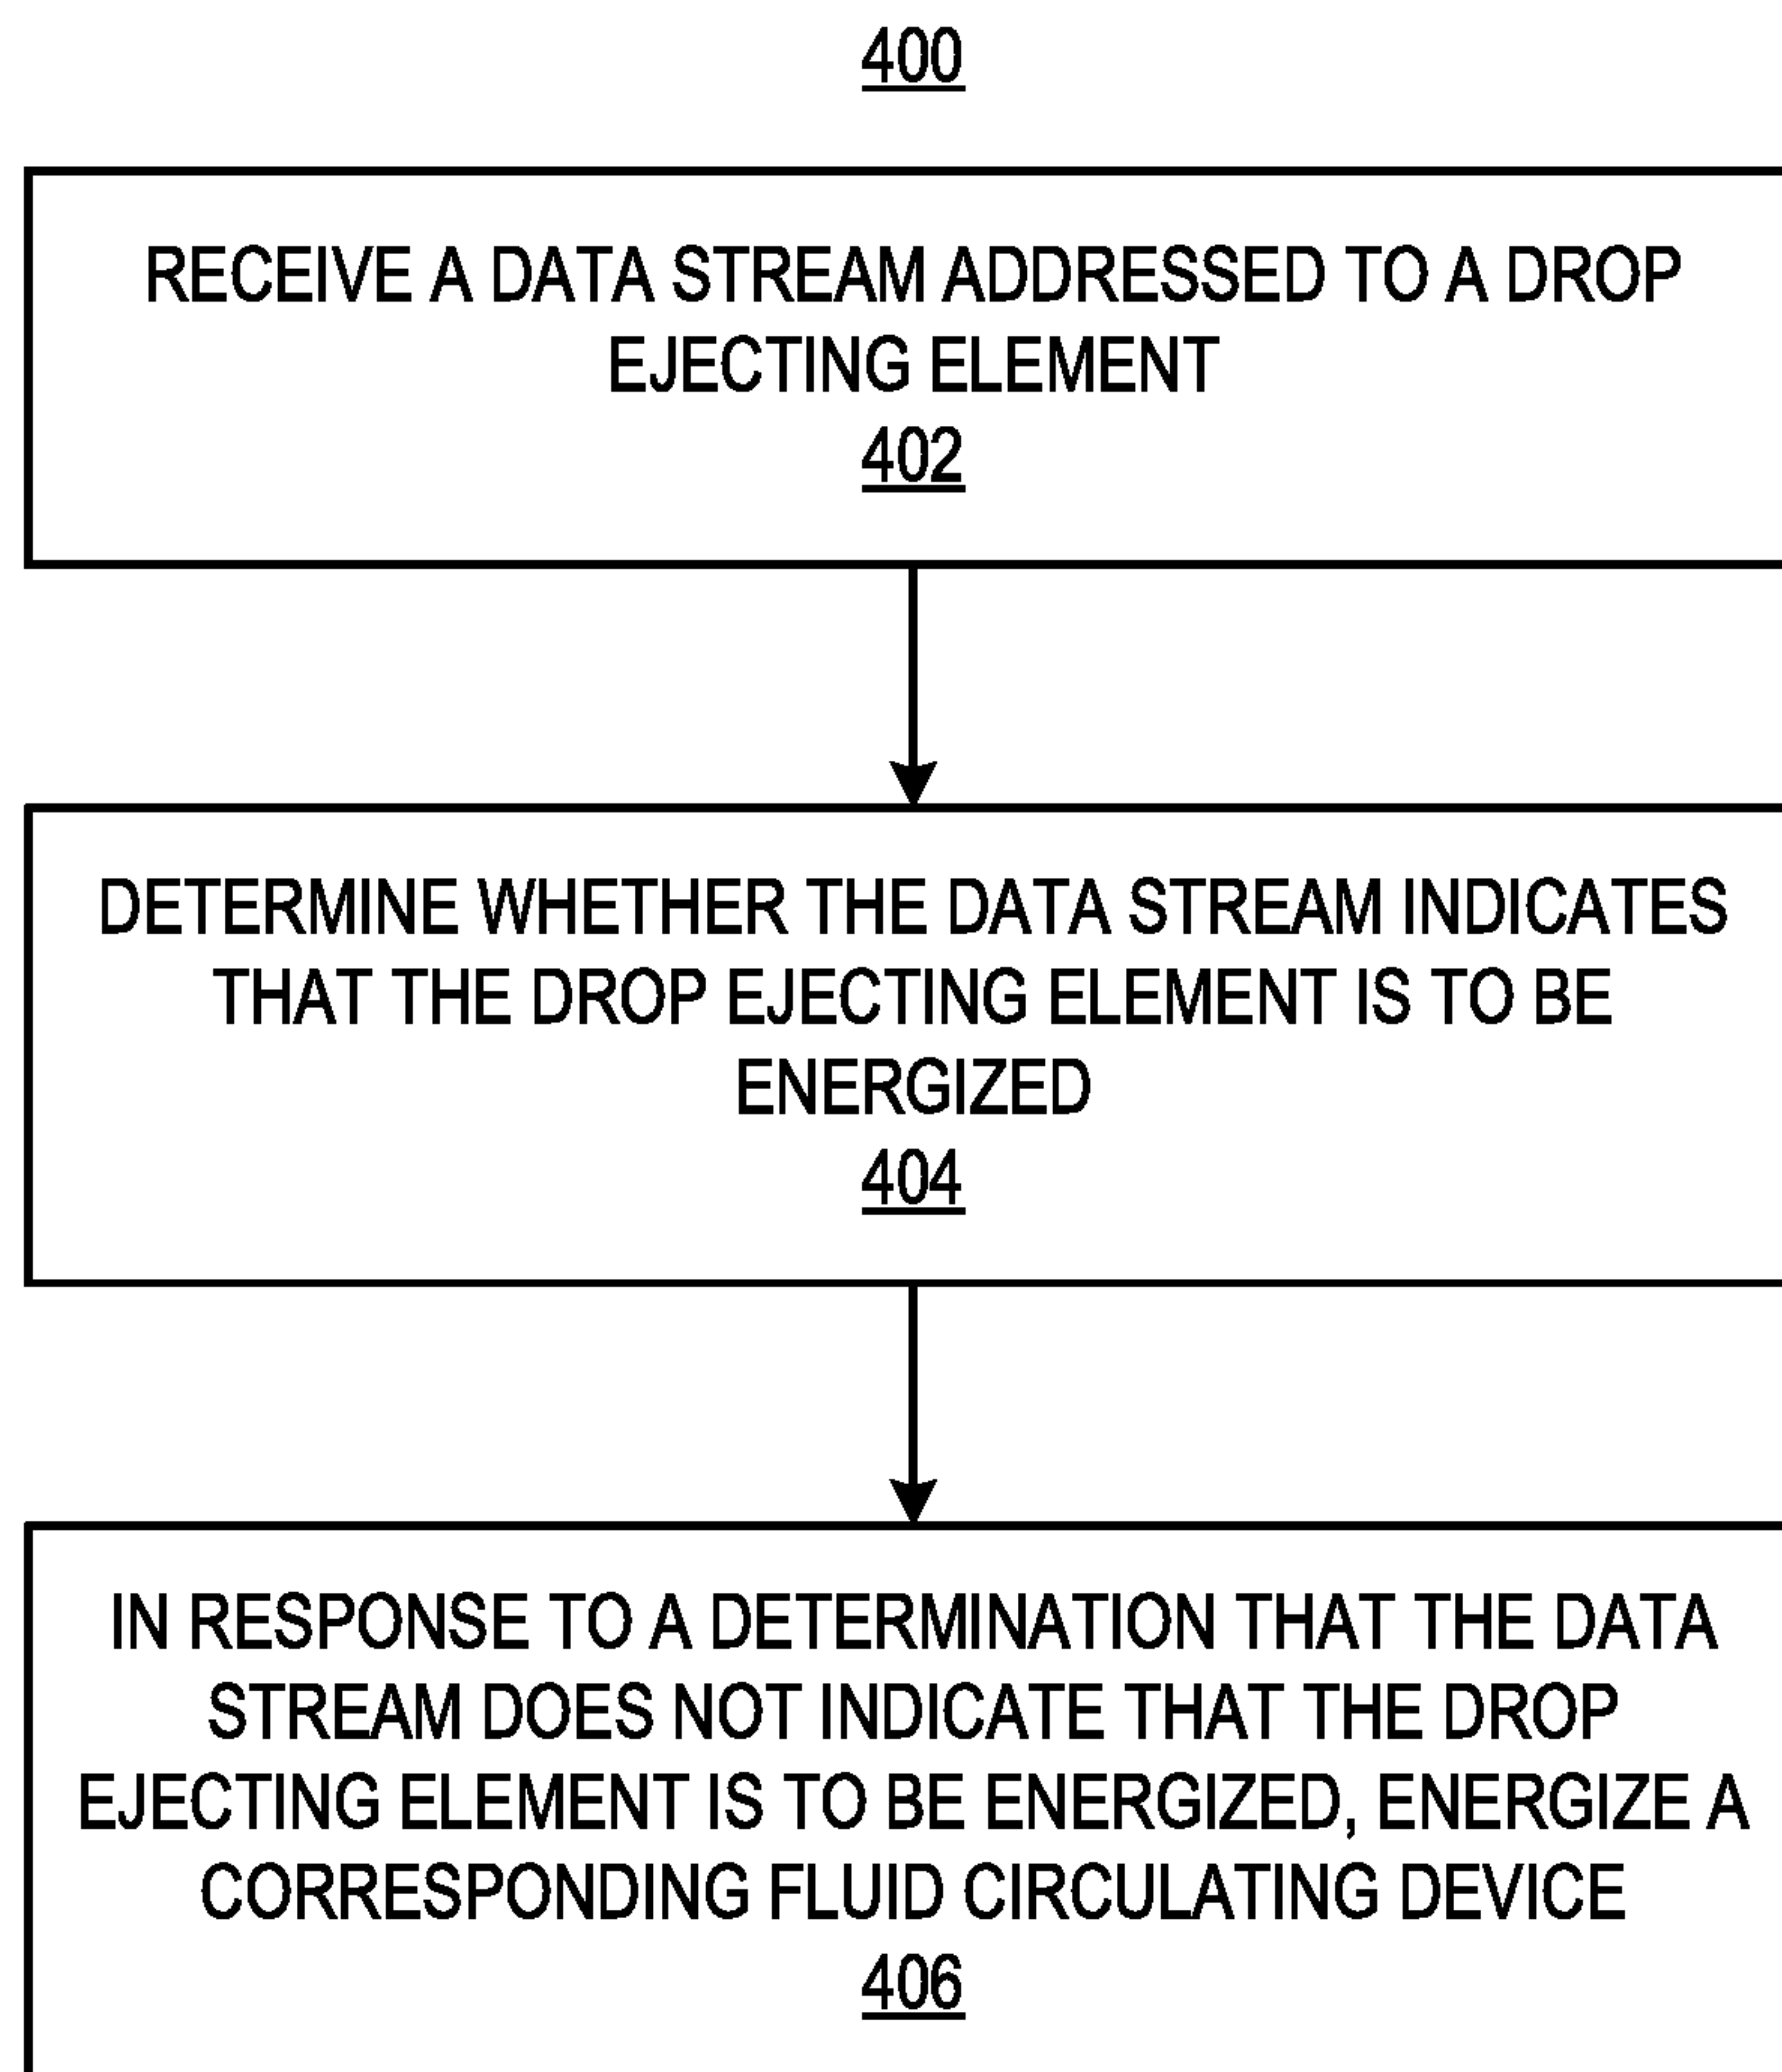 400
RECEIVE A DATA STREAM ADDRESSED TO A DROP
EJECTING ELEMENT
402
DETERMINE WHETHER THE DATA STREAM INDICATES
THAT THE DROP EJECTING ELEMENT IS TO BE
ENERGIZED
404
IN RESPONSE TO A DETERMINATION THAT THE DATA
STREAM DOES NOT INDICATE THAT THE DROP
EJECTING ELEMENT IS TO BE ENERGIZED, ENERGIZE A
CORRESPONDING FLUID CIRCULATING DEVICE
406